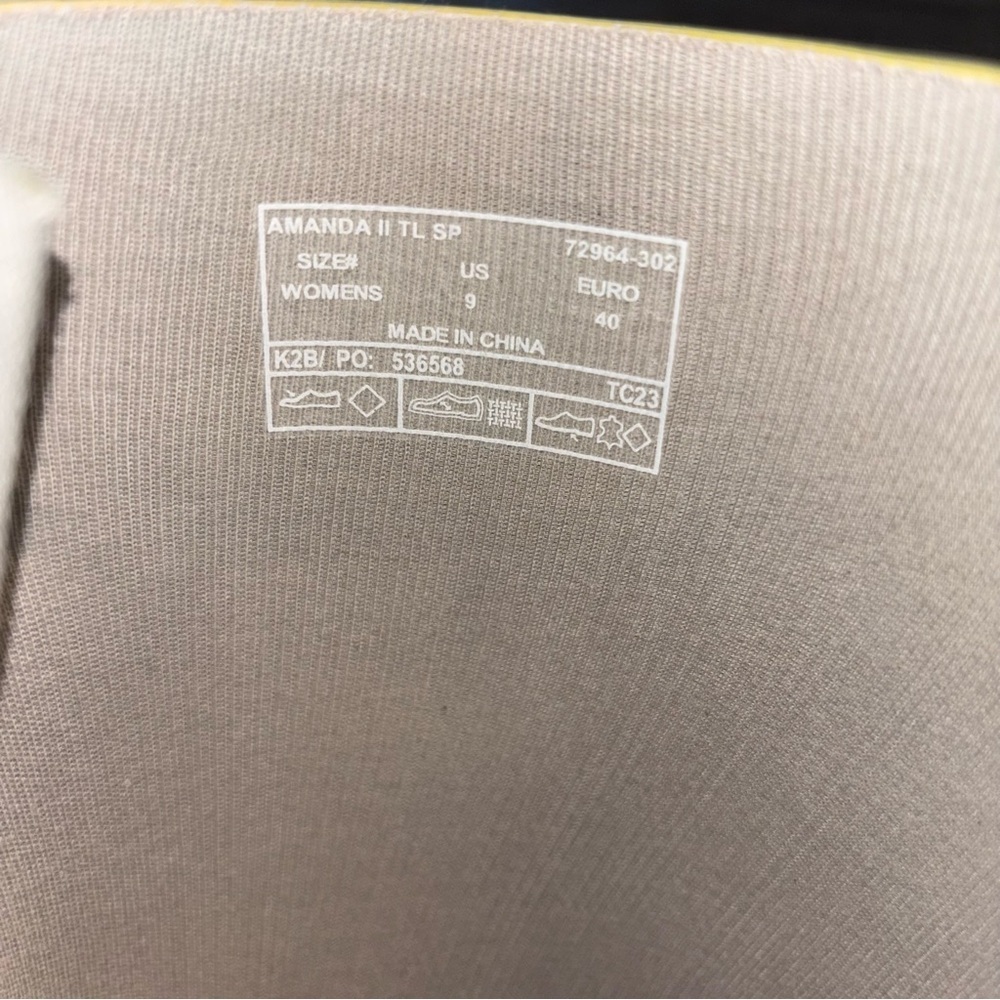 AMANDA II TL SP 72964-302
SIZE# US EURO
WOMENS 9 40
MADE IN CHINA
K2B/ PO: 536568 TC23